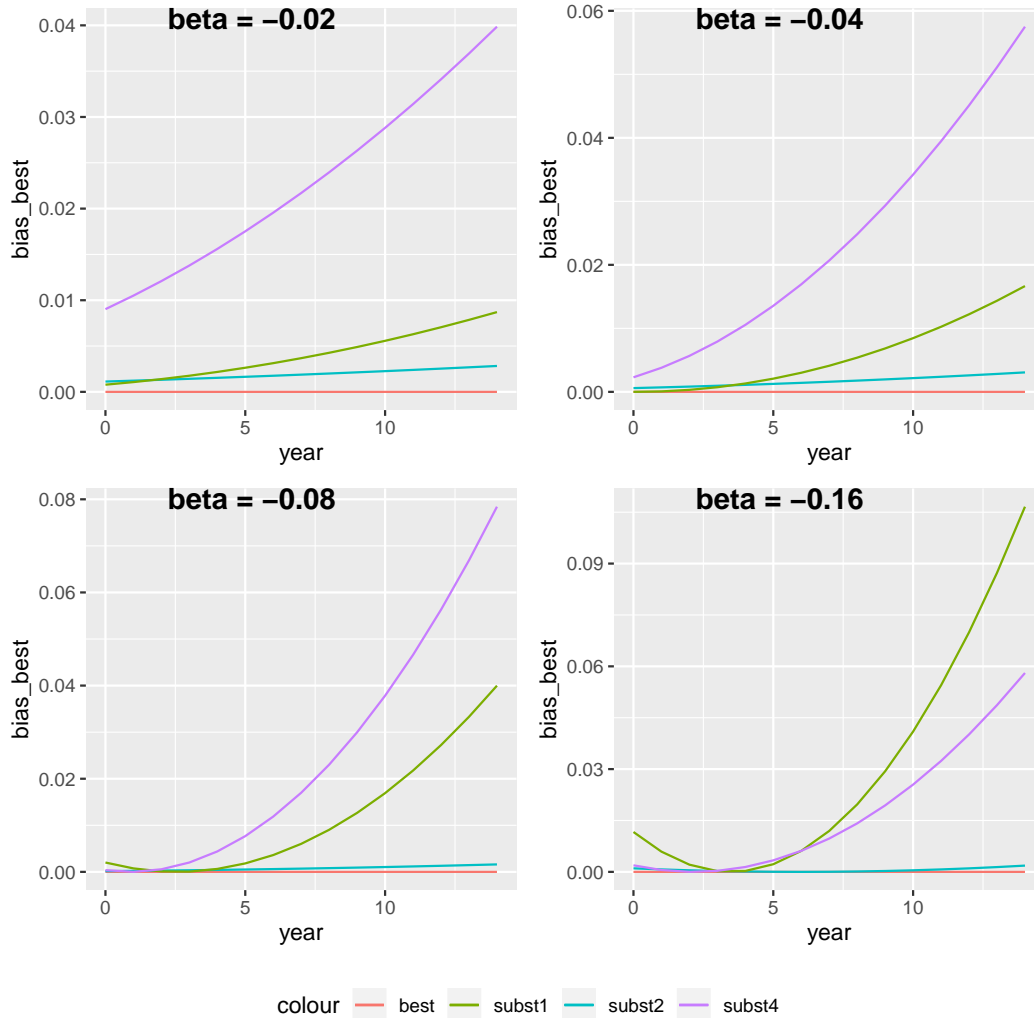 beta = −0.02
bias_best
0.04
0.03
0.02
0.01
0.00
0 5 10
year
beta = −0.04
bias_best
0.06
0.04
0.02
0.00
0 5 10
year
beta = −0.08
bias_best
0.08
0.06
0.04
0.02
0.00
0 5 10
year
beta = −0.16
bias_best
0.09
0.06
0.03
0.00
0 5 10
year
colour best subst1 subst2 subst4